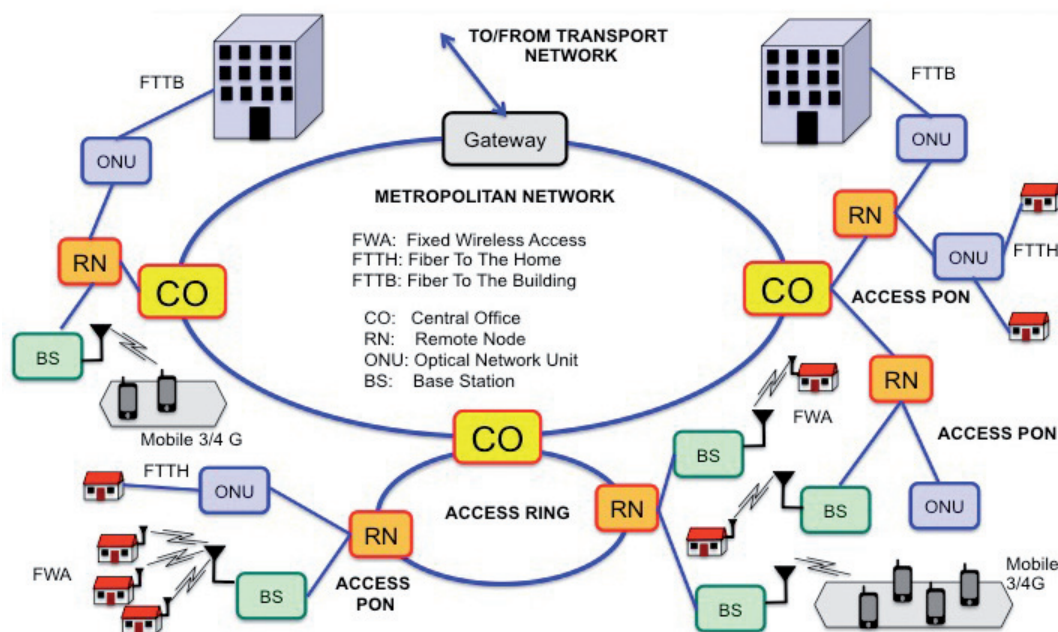 TO/FROM TRANSPORT
NETWORK
FTTB
FTTB
Gateway
ONU
ONU
METROPOLITAN NETWORK
RN
RN
FWA: Fixed Wireless Access
FTTH: Fiber To The Home
FTTB: Fiber To The Building
ONU
FTTH
CO
CO
ACCESS PON
CO: Central Office
RN: Remote Node
ONU: Optical Network Unit
BS: Base Station
BS
RN
FWA
Mobile 3/4 G
CO
BS
ACCESS PON
FTTH
ONU
ACCESS RING
RN
RN
BS
ONU
FWA
BS
ACCESS
PON
BS
Mobile
3/4G